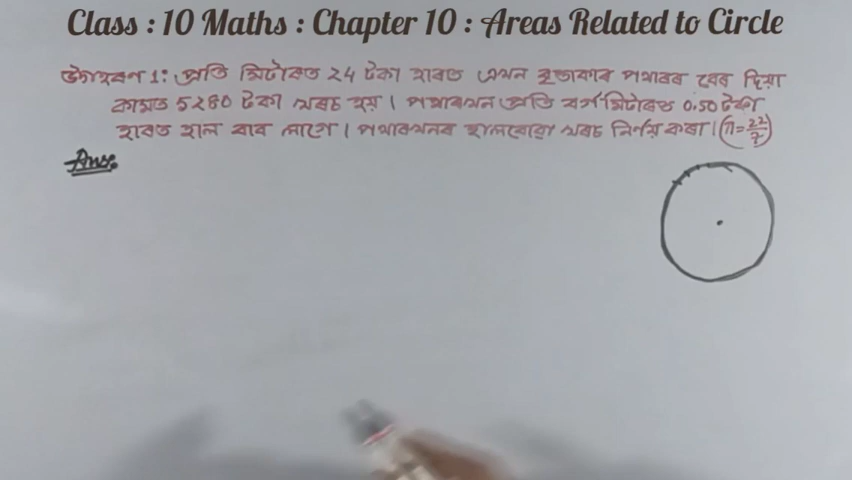 Class : 10 Maths : Chapter 10 : Areas Related to Circle
উদাহৰণ 1: প্ৰতি মিটাৰত 24 টকা হাৰত এখন বৃত্তাকাৰ পথাৰৰ বেৰ দিয়া
কামত 5280 টকা খৰচ হয়। পথাৰখন প্ৰতি বৰ্গমিটাৰত 0.50 টকা
হাৰত হাল বাব লাগে। পথাৰখনৰ হালবোৱা খৰচ নিৰ্ণয় কৰা। (π=22/7)
Ans: